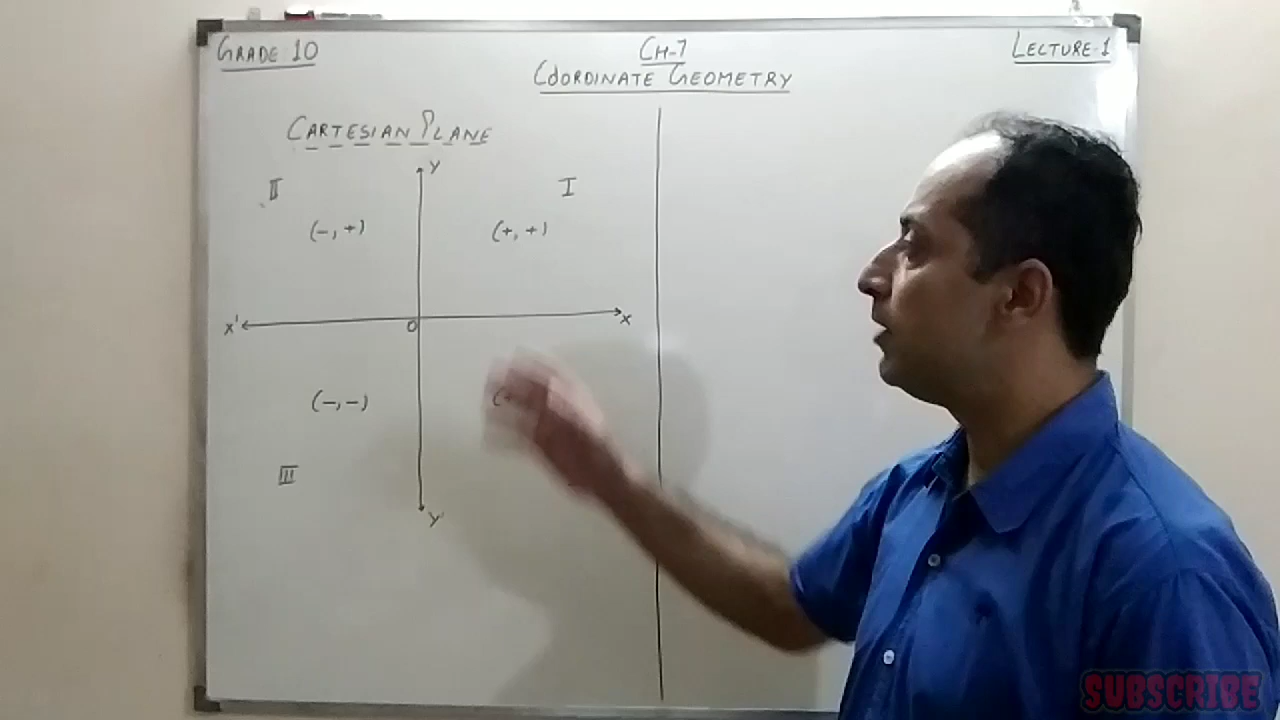 GRADE 10
CH-7
COORDINATE GEOMETRY
LECTURE-1
CARTESIAN PLANE
Y
II
I
(-, +)
(+, +)
X'
O
X
(-, -)
III
Y'
SUBSCRIBE